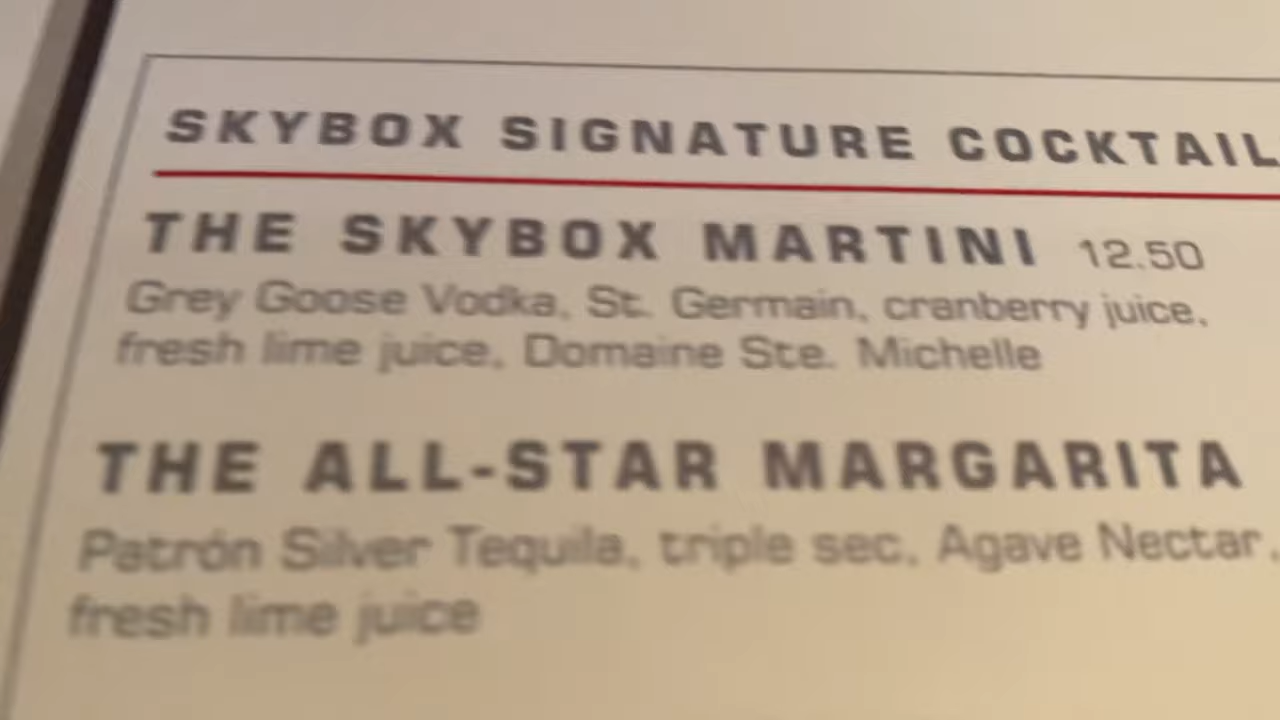 SKYBOX SIGNATURE COCKTAIL
THE SKYBOX MARTINI 12.50
Grey Goose Vodka, St. Germain, cranberry juice,
fresh lime juice, Domaine Ste. Michelle
THE ALL-STAR MARGARITA
Patrón Silver Tequila, triple sec, Agave Nectar,
fresh lime juice